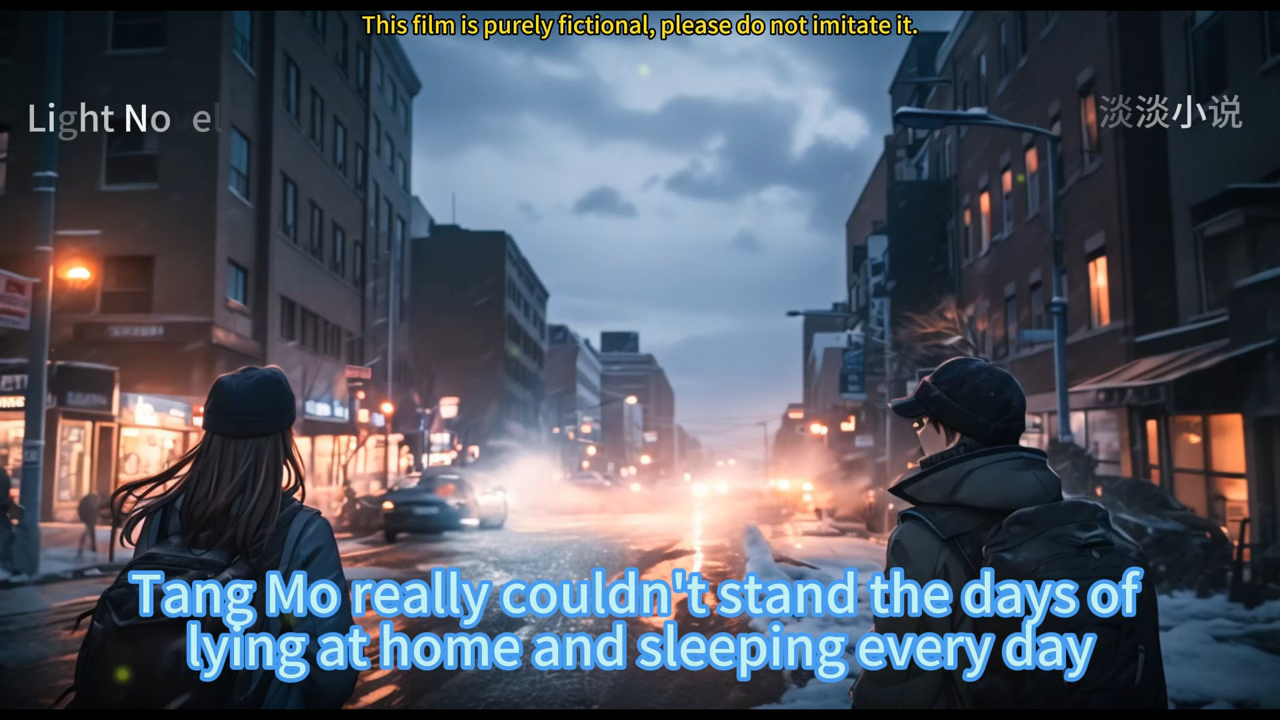 This film is purely fictional, please do not imitate it.
Light No el
淡淡小说
Tang Mo really couldn't stand the days of
lying at home and sleeping every day